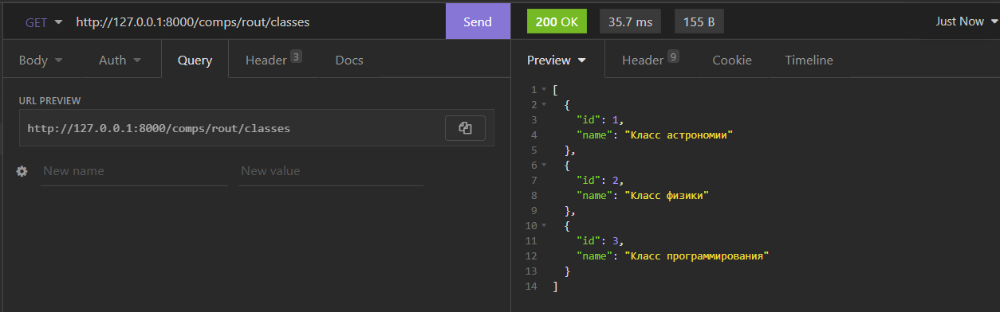 GET http://127.0.0.1:8000/comps/rout/classes Send
Body Auth Query Header 3 Docs
URL PREVIEW
http://127.0.0.1:8000/comps/rout/classes
New name New value
200 OK 35.7 ms 155 B Just Now
Preview Header 9 Cookie Timeline
1 [
2 {
3 "id": 1,
4 "name": "Класс астрономии"
5 },
6 {
7 "id": 2,
8 "name": "Класс физики"
9 },
10 {
11 "id": 3,
12 "name": "Класс программирования"
13 }
14 ]